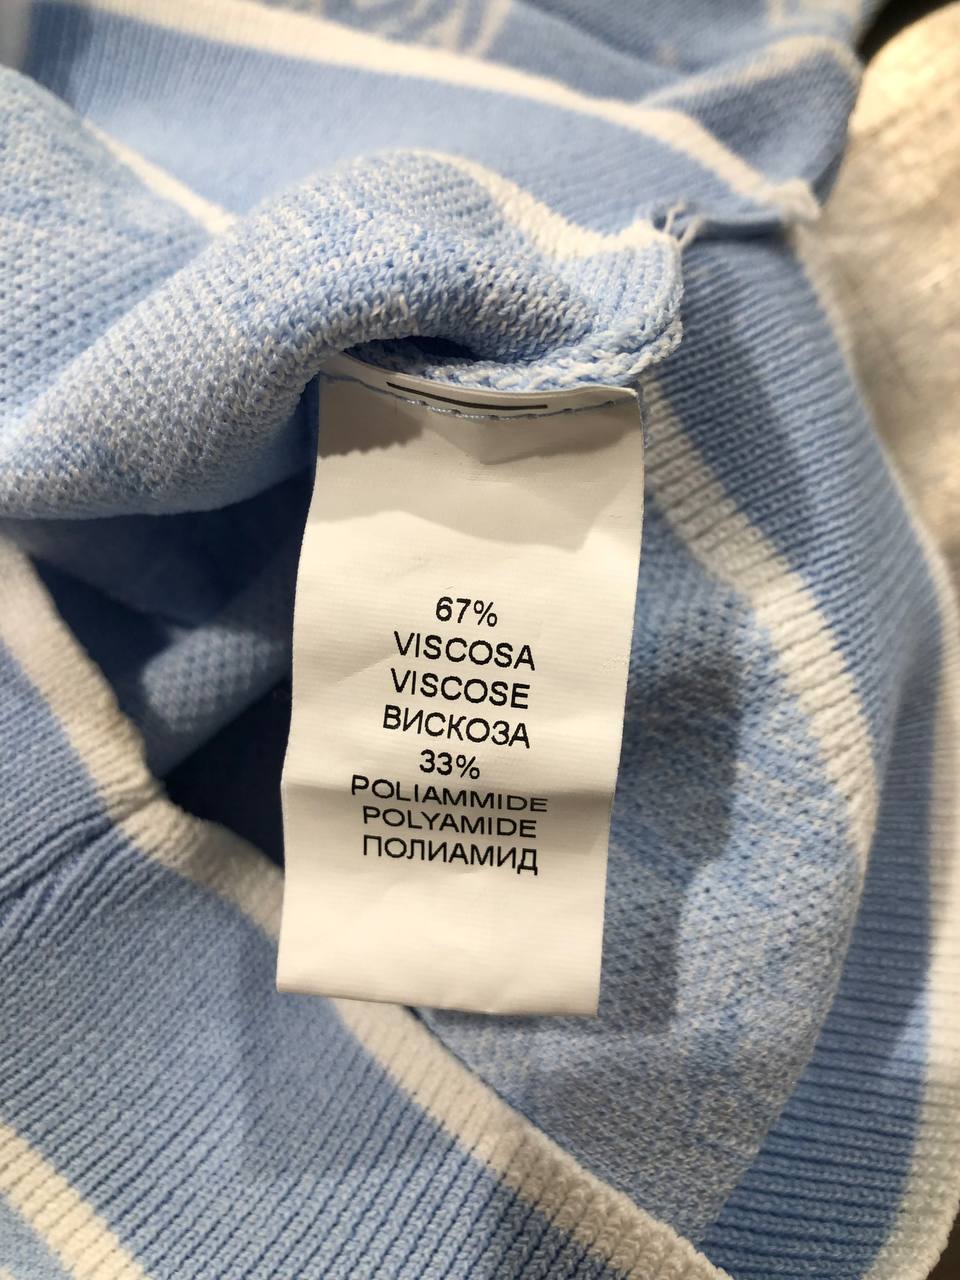 67%
VISCOSA
VISCOSE
ВИСКОЗА
33%
POLIAMMIDE
POLYAMIDE
ПОЛИАМИД